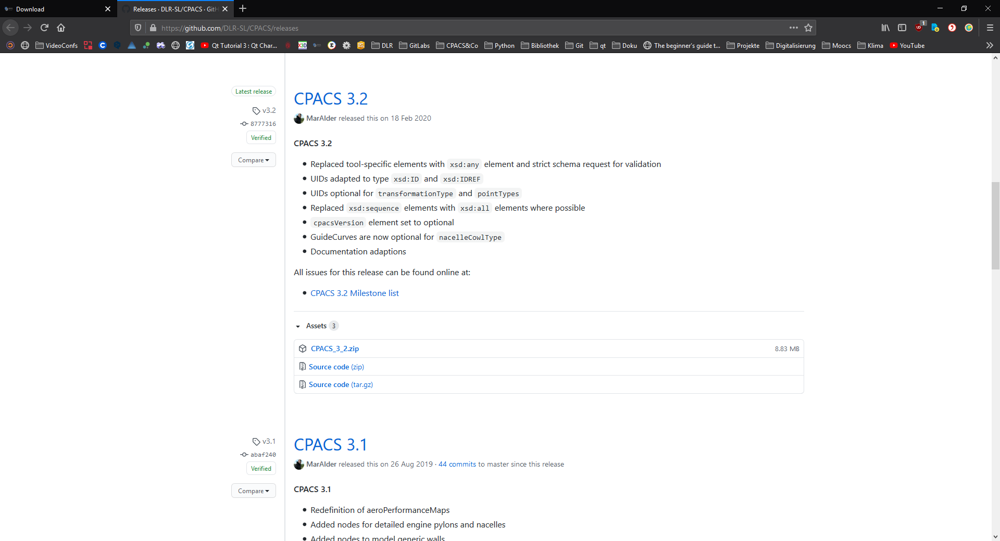 Download
Releases · DLR-SL/CPACS · GitH
https://github.com/DLR-SL/CPACS/releases
1
VideoConfs
Qt Tutorial 3 : Qt Char...
X3D
DLR
GitLabs
CPACS&Co
Python
Bibliothek
Git
qt
Doku
The beginner's guide t...
Projekte
Digitalisierung
Moocs
Klima
YouTube
Latest release
v3.2
8777316
Verified
Compare
CPACS 3.2
MarAlder released this on 18 Feb 2020
CPACS 3.2
Replaced tool-specific elements with xsd:any element and strict schema request for validation
UIDs adapted to type xsd:ID and xsd:IDREF
UIDs optional for transformationType and pointTypes
Replaced xsd:sequence elements with xsd:all elements where possible
cpacsVersion element set to optional
GuideCurves are now optional for nacelleCowlType
Documentation adaptions
All issues for this release can be found online at:
CPACS 3.2 Milestone list
Assets 3
CPACS_3_2.zip 8.83 MB
Source code (zip)
Source code (tar.gz)
v3.1
abaf240
Verified
Compare
CPACS 3.1
MarAlder released this on 26 Aug 2019 · 44 commits to master since this release
CPACS 3.1
Redefinition of aeroPerformanceMaps
Added nodes for detailed engine pylons and nacelles
Added nodes to model generic walls